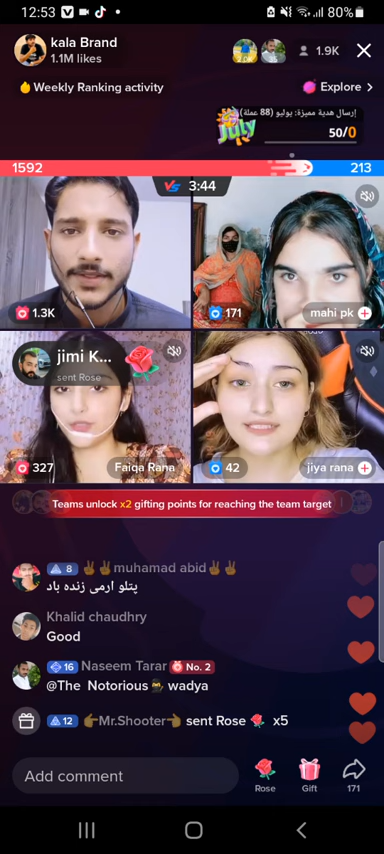 12:53
80%
kala Brand
1.1M likes
1.9K
Weekly Ranking activity
Explore >
إرسال هدية مميزة: يوليو (88 عملة)
July
50/0
1592
213
VS 3:44
1.3K
171
mahi pk
jimi K...
sent Rose
327
Faiqa Rana
42
jiya rana
Teams unlock x2 gifting points for reaching the team target
8 ✌✌muhamad abid✌✌
پتلو ارمی زنده باد
Khalid chaudhry
Good
16 Naseem Tarar No. 2
@The Notorious wadya
12 👉Mr.Shooter👈 sent Rose 🌹 x5
Add comment
Rose
Gift
171